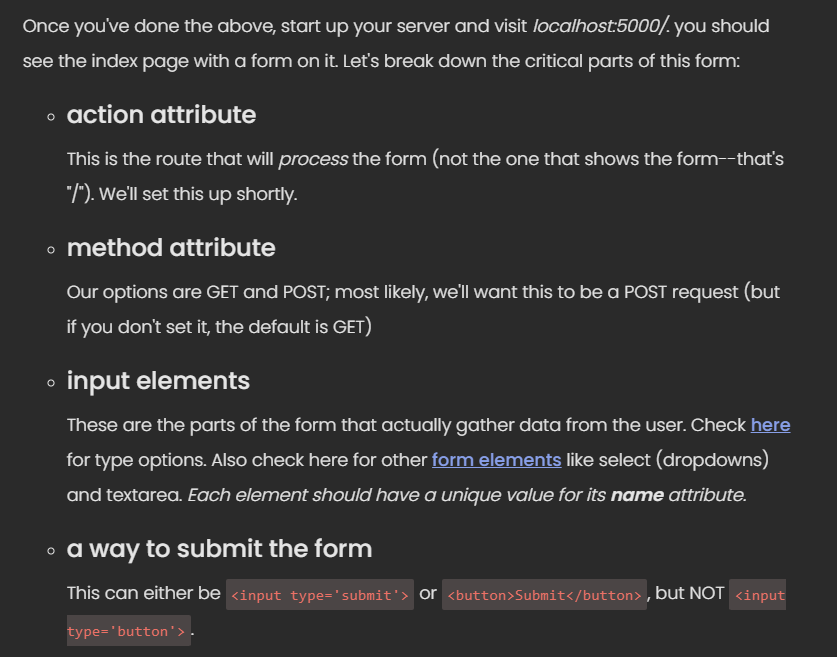 Once you've done the above, start up your server and visit localhost:5000/. you should
see the index page with a form on it. Let's break down the critical parts of this form:
action attribute
This is the route that will process the form (not the one that shows the form--that's
"/"). We'll set this up shortly.
method attribute
Our options are GET and POST; most likely, we'll want this to be a POST request (but
if you don't set it, the default is GET)
input elements
These are the parts of the form that actually gather data from the user. Check here
for type options. Also check here for other form elements like select (dropdowns)
and textarea. Each element should have a unique value for its name attribute.
a way to submit the form
This can either be <input type='submit'> or <button>Submit</button>, but NOT <input
type='button'>.